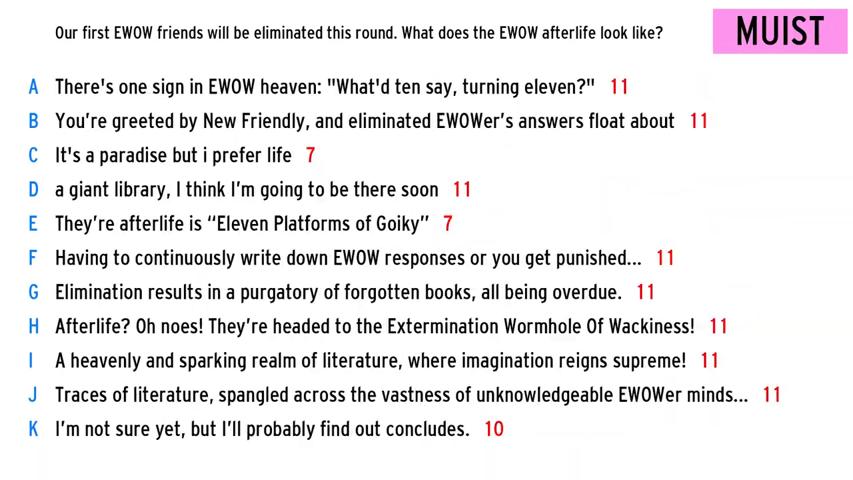 Our first EWOW friends will be eliminated this round. What does the EWOW afterlife look like?
MUIST
A There's one sign in EWOW heaven: "What'd ten say, turning eleven?" 11
B You’re greeted by New Friendly, and eliminated EWOWer’s answers float about 11
C It's a paradise but i prefer life 7
D a giant library, I think I’m going to be there soon 11
E They’re afterlife is “Eleven Platforms of Goiky” 7
F Having to continuously write down EWOW responses or you get punished... 11
G Elimination results in a purgatory of forgotten books, all being overdue. 11
H Afterlife? Oh noes! They’re headed to the Extermination Wormhole Of Wackiness! 11
I A heavenly and sparking realm of literature, where imagination reigns supreme! 11
J Traces of literature, spangled across the vastness of unknowledgeable EWOWer minds... 11
K I’m not sure yet, but I’ll probably find out concludes. 10